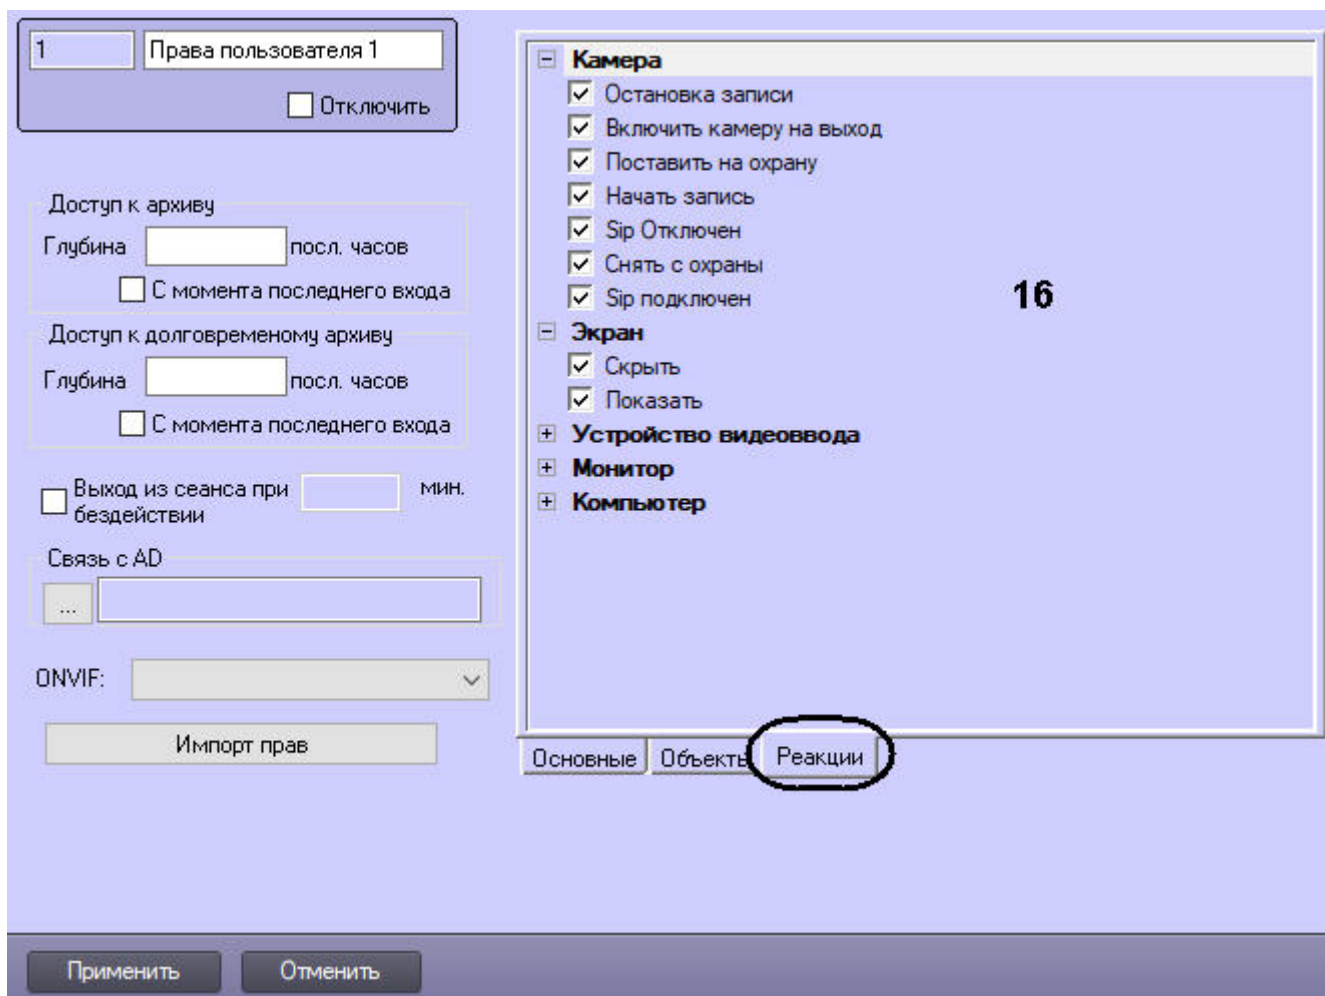 1
Права пользователя 1
Отключить
Доступ к архиву
Глубина
посл. часов
С момента последнего входа
Доступ к долговременому архиву
Глубина
посл. часов
С момента последнего входа
Выход из сеанса при
бездействии
мин.
Связь с AD
...
ONVIF:
Импорт прав
Камера
Остановка записи
Включить камеру на выход
Поставить на охрану
Начать запись
Sip Отключен
Снять с охраны
Sip подключен
16
Экран
Скрыть
Показать
Устройство видеоввода
Монитор
Компьютер
Основные
Объекты
Реакции
Применить
Отменить